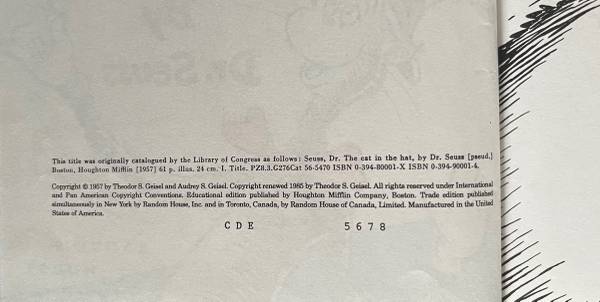 BY
DR. SEUSS
This title was originally catalogued by the Library of Congress as follows: Seuss, Dr. The cat in the hat, by Dr. Seuss [pseud.]
Boston, Houghton Mifflin [1957] 61 p. illus. 24 cm. I. Title. PZ8.3.G276Cat 56-5470 ISBN 0-394-80001-X ISBN 0-394-90001-4.
Copyright © 1957 by Theodor S. Geisel and Audrey S. Geisel. Copyright renewed 1985 by Theodor S. Geisel. All rights reserved under International
and Pan American Copyright Conventions. Educational edition published by Houghton Mifflin Company, Boston. Trade edition published
simultaneously in New York by Random House, Inc. and in Toronto, Canada, by Random House of Canada, Limited. Manufactured in the United
States of America.
C D E 5 6 7 8